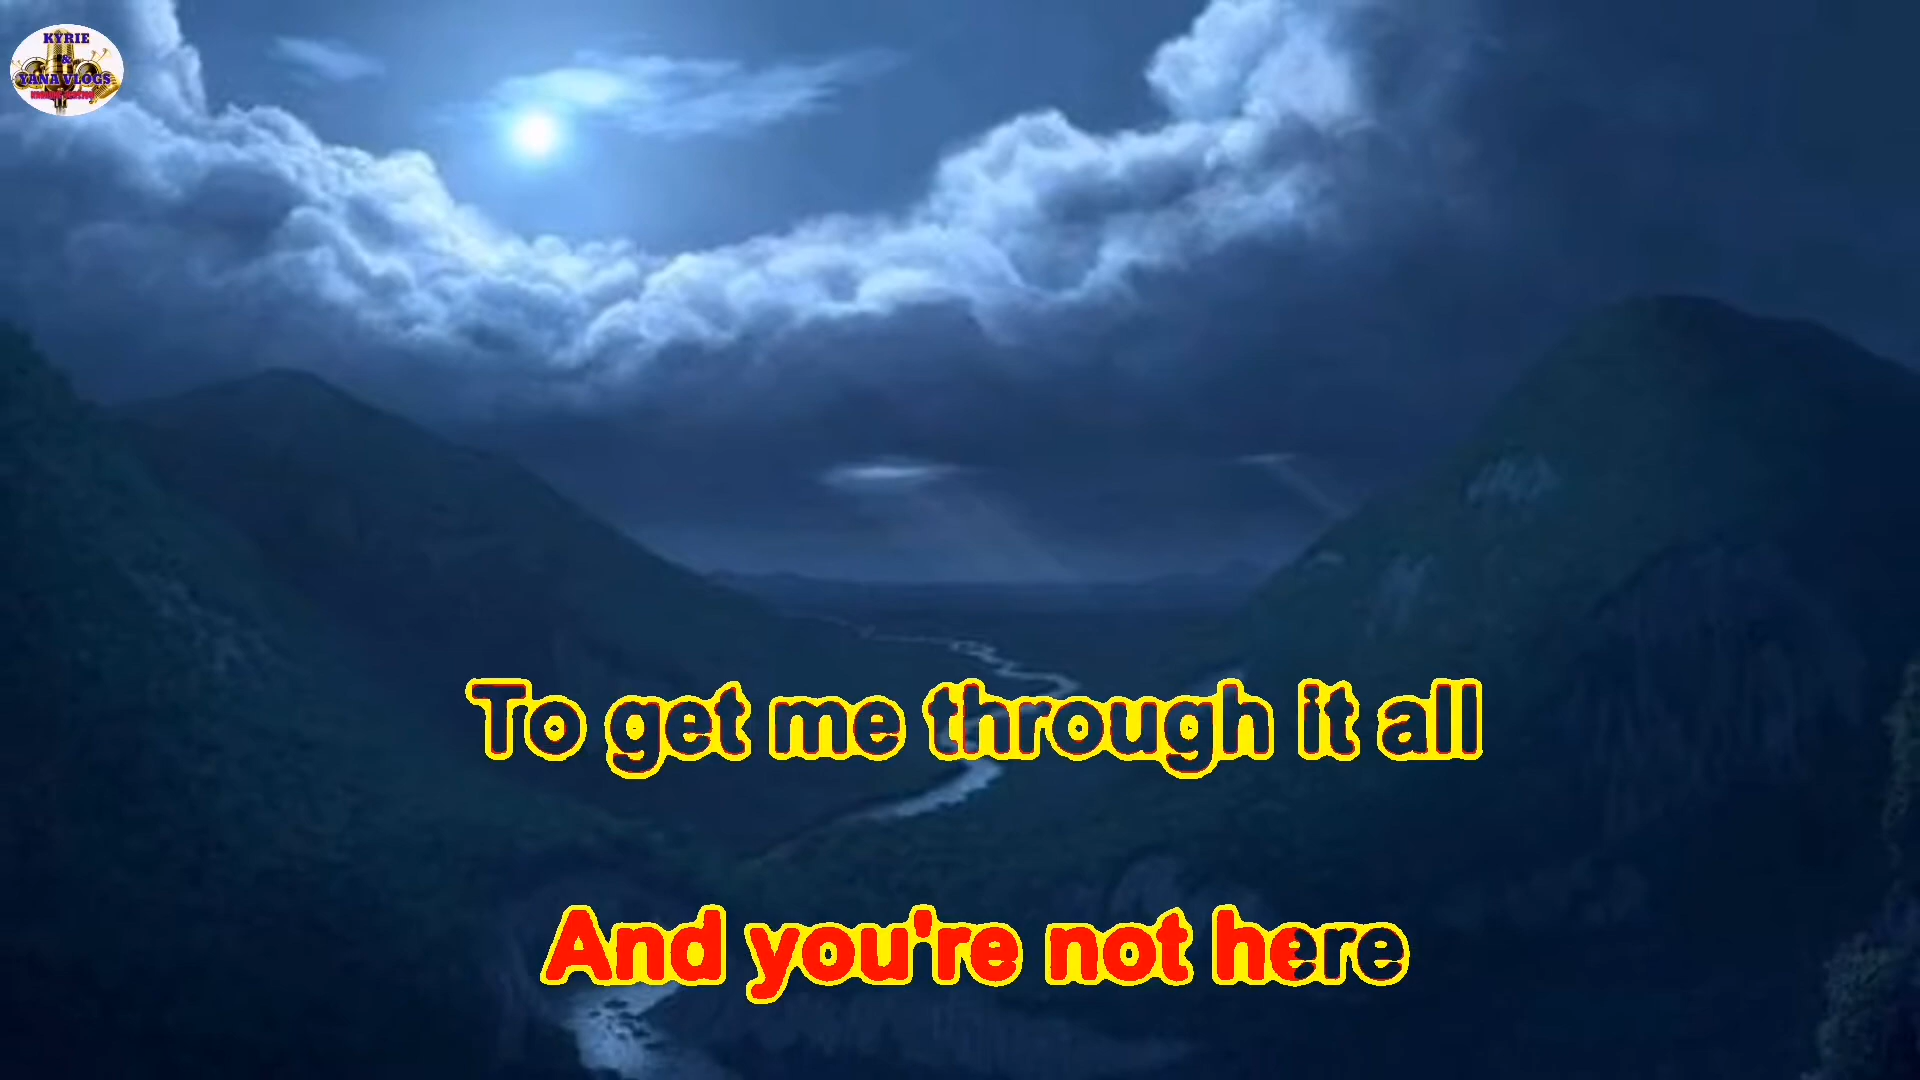 KYRIE
&
YANA VLOGS
To get me through it all
And you're not here